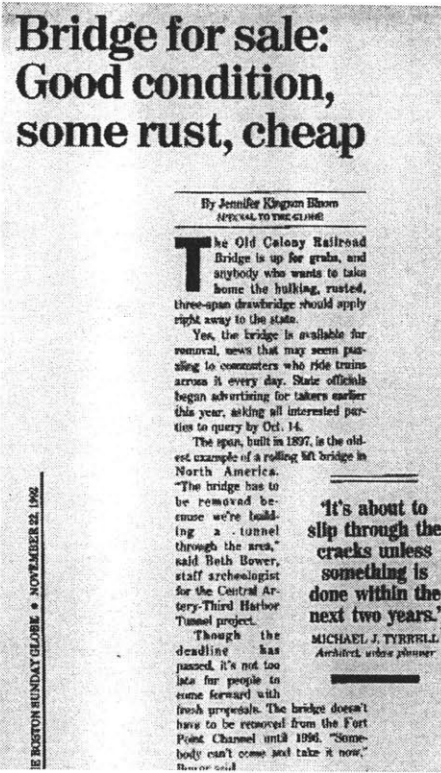 Bridge for sale:
Good condition,
some rust, cheap
By Jennifer Kingson Bloom
SPECIAL TO THE GLOBE
The Old Colony Railroad
Bridge is up for grabs, and
anybody who wants to take
home the hulking, rusted,
three-span drawbridge should apply
right away to the state.
Yes, the bridge is available for
removal, news that may seem puz-
zling to commuters who ride trains
across it every day. State officials
began advertising for takers earlier
this year, asking all interested par-
ties to query by Oct. 14.
The span, built in 1897, is the old-
est example of a rolling lift bridge in
North America.
"The bridge has to
be removed be-
cause we're build-
ing a tunnel
through the area,"
said Beth Bower,
staff archeologist
for the Central Ar-
tery-Third Harbor
Tunnel project.
Though the
deadline has
passed, it's not too
late for people to
come forward with
fresh proposals. The bridge doesn't
have to be removed from the Fort
Point Channel until 1996. "Some-
body can't come and take it now,"
Bower said
'It's about to
slip through the
cracks unless
something is
done within the
next two years.'
MICHAEL J. TYRRELL
Architect, urban planner
E BOSTON SUNDAY GLOBE • NOVEMBER 22, 1992